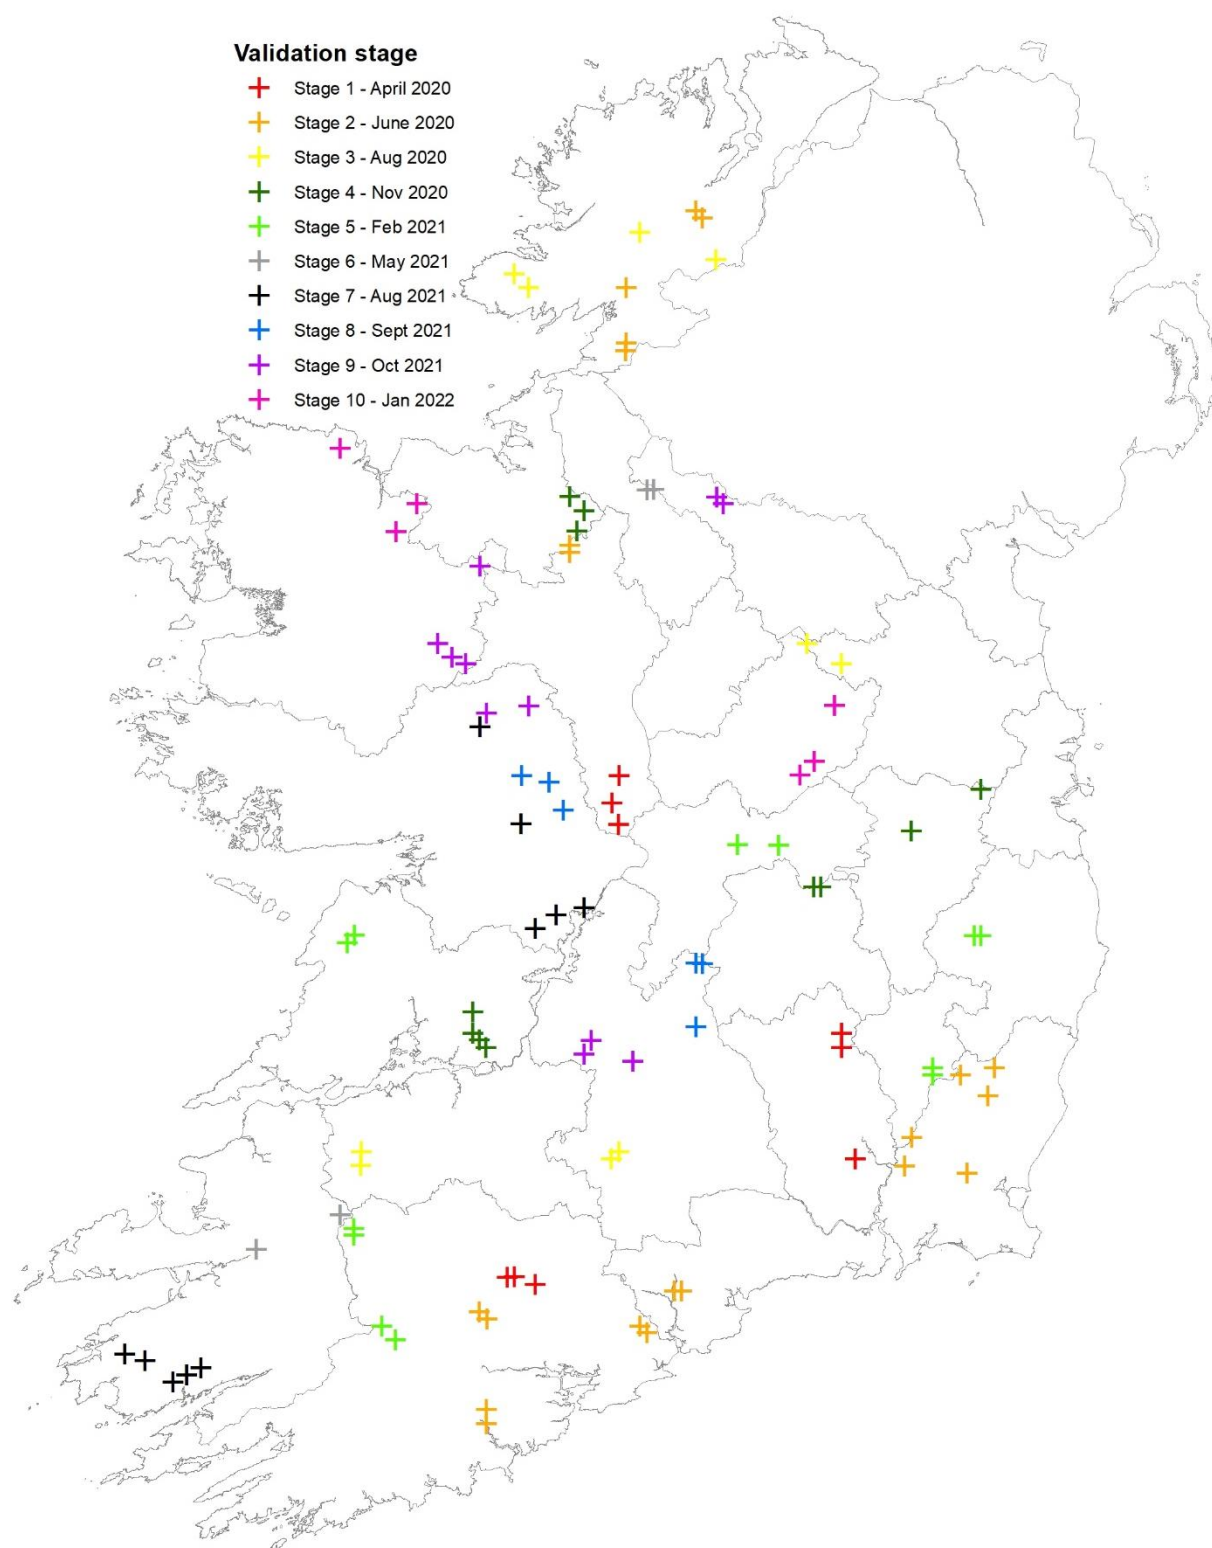 Validation stage
Stage 1 - April 2020
Stage 2 - June 2020
Stage 3 - Aug 2020
Stage 4 - Nov 2020
Stage 5 - Feb 2021
Stage 6 - May 2021
Stage 7 - Aug 2021
Stage 8 - Sept 2021
Stage 9 - Oct 2021
Stage 10 - Jan 2022